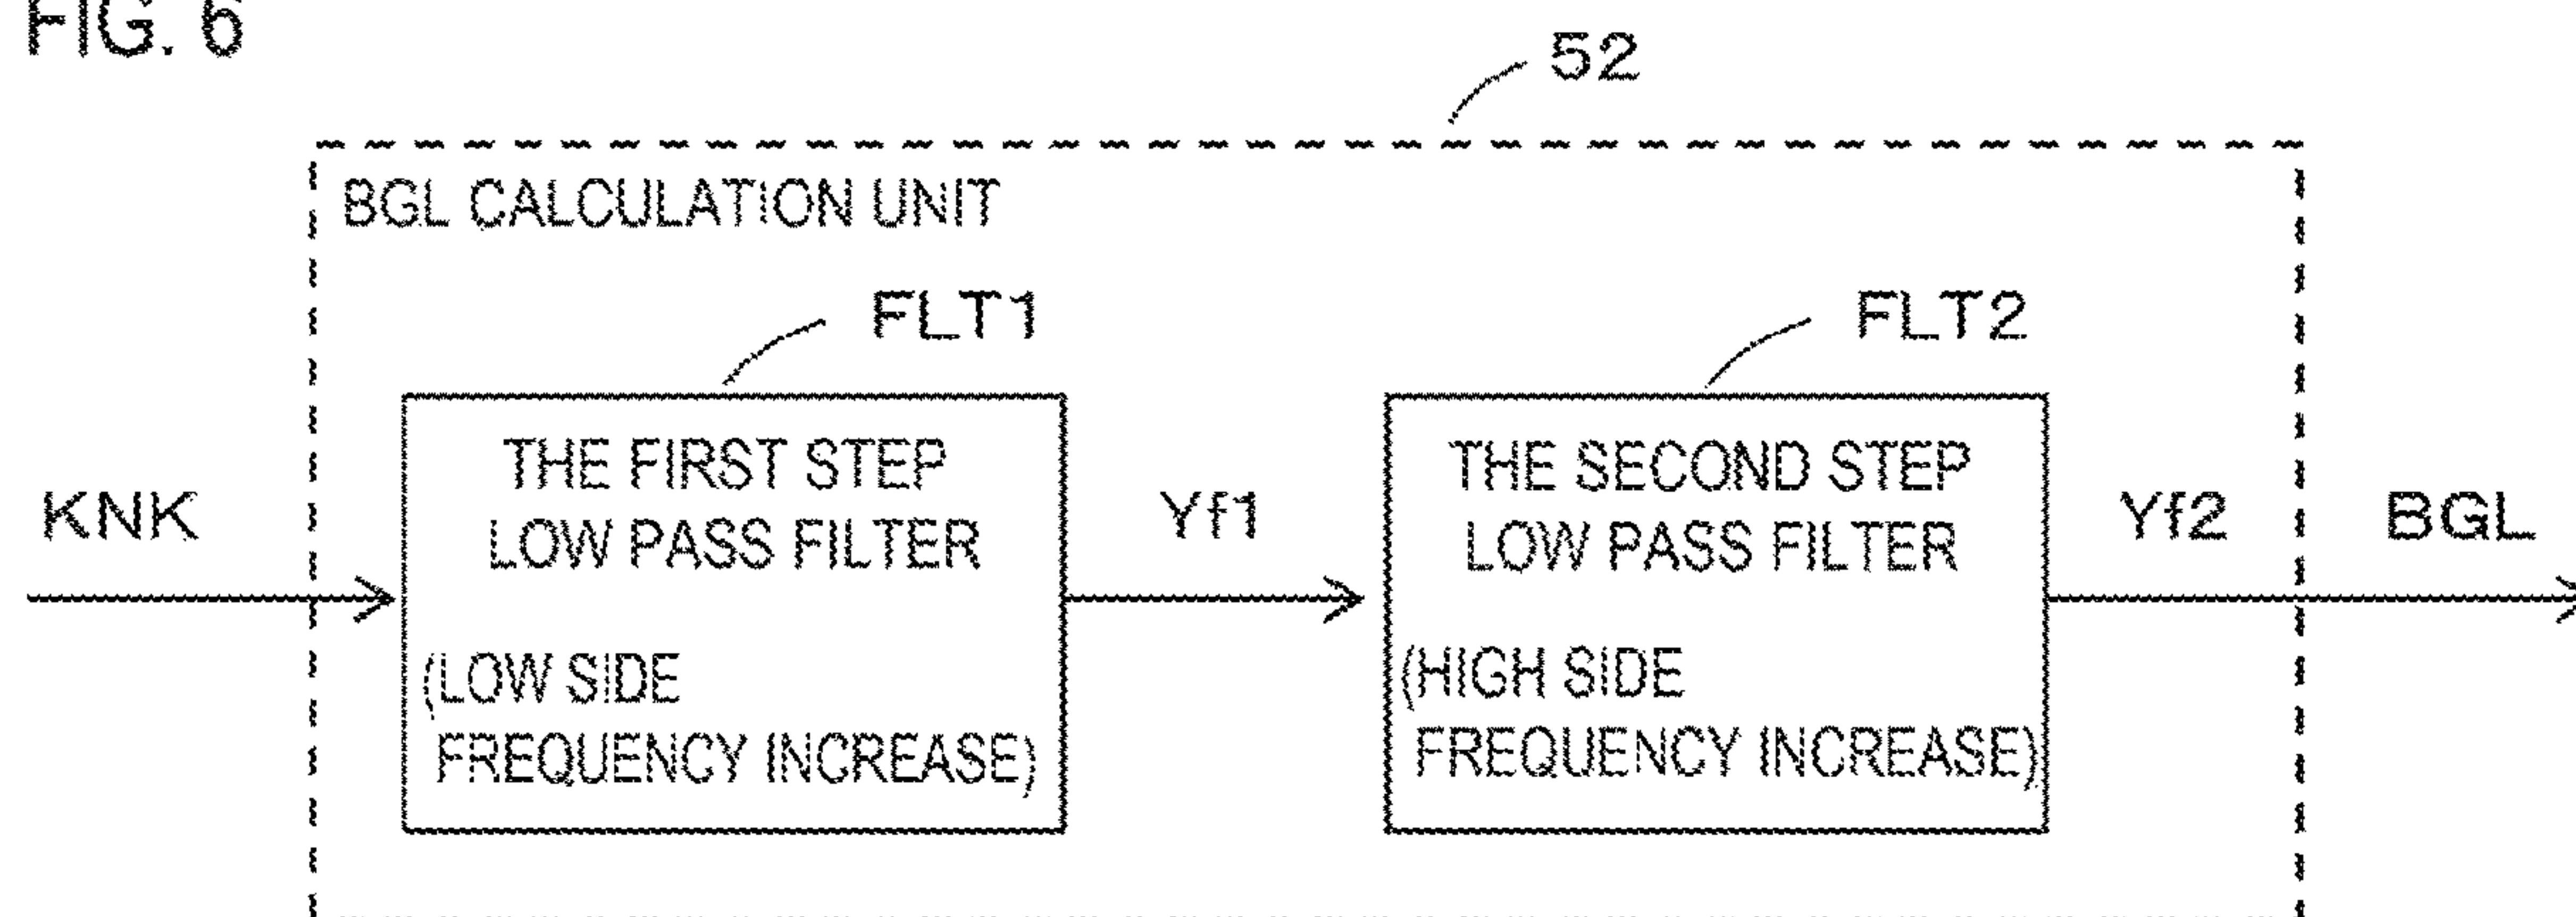 FIG. 6
52
BGL CALCULATION UNIT
FLT1
FLT2
THE FIRST STEP
LOW PASS FILTER
(LOW SIDE
FREQUENCY INCREASE)
THE SECOND STEP
LOW PASS FILTER
(HIGH SIDE
FREQUENCY INCREASE)
KNK
Yf1
Yf2
BGL